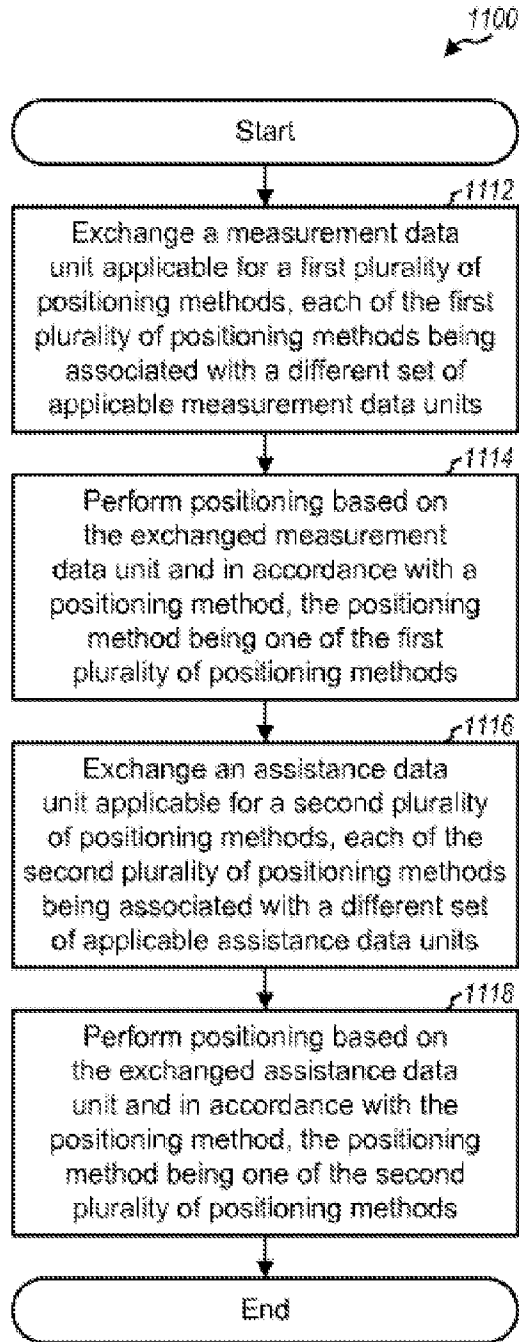 1100
Start
1112
Exchange a measurement data
unit applicable for a first plurality of
positioning methods, each of the first
plurality of positioning methods being
associated with a different set of
applicable measurement data units
1114
Perform positioning based on
the exchanged measurement
data unit and in accordance with a
positioning method, the positioning
method being one of the first
plurality of positioning methods
1116
Exchange an assistance data
unit applicable for a second plurality
of positioning methods, each of the
second plurality of positioning methods
being associated with a different set
of applicable assistance data units
1118
Perform positioning based on
the exchanged assistance data
unit and in accordance with the
positioning method, the positioning
method being one of the second
plurality of positioning methods
End